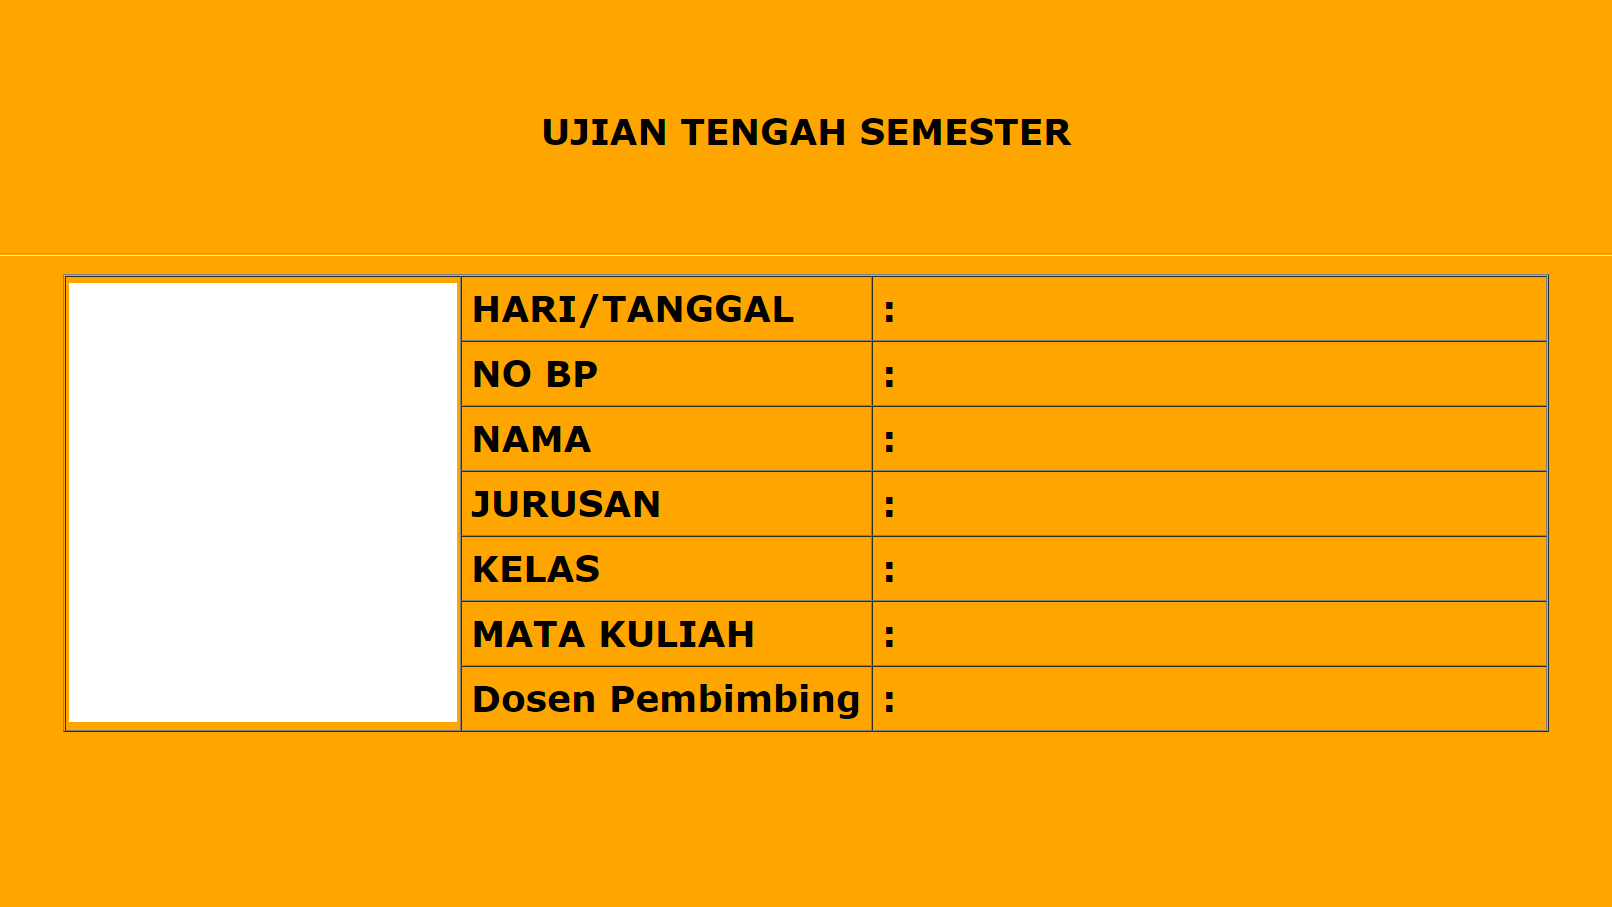 UJIAN TENGAH SEMESTER
HARI/TANGGAL :
NO BP :
NAMA :
JURUSAN :
KELAS :
MATA KULIAH :
Dosen Pembimbing :